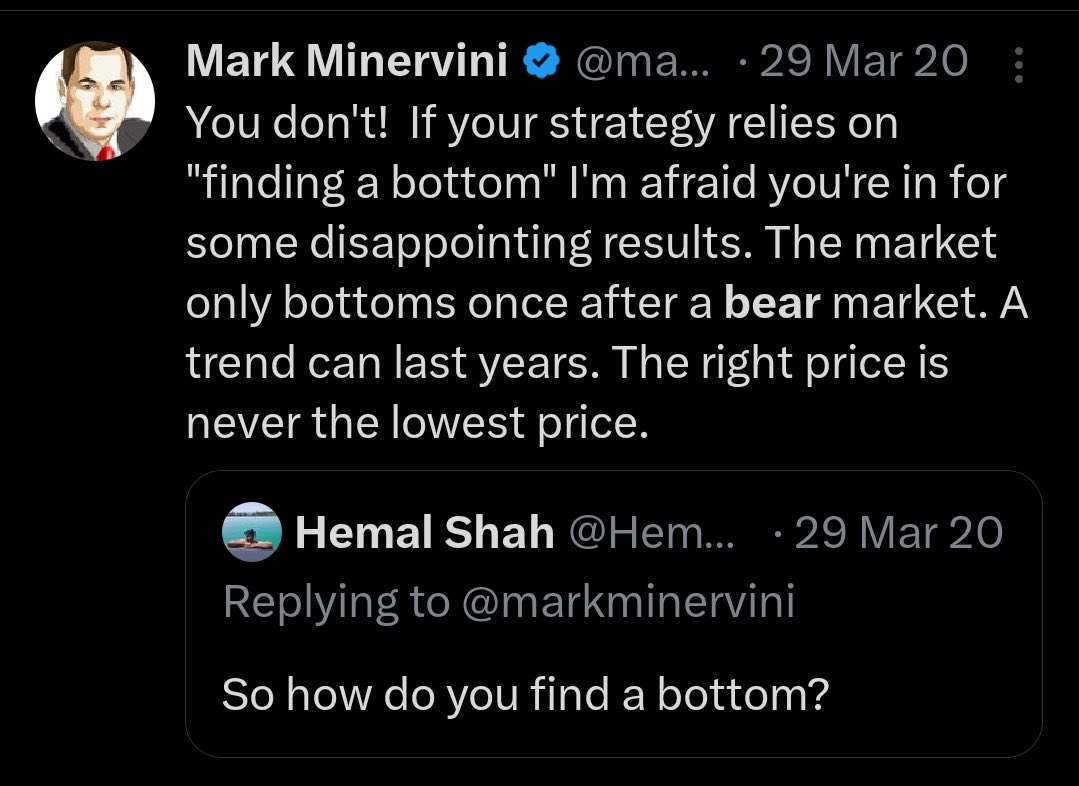 Mark Minervini @ma... · 29 Mar 20
You don't!  If your strategy relies on
"finding a bottom" I'm afraid you're in for
some disappointing results. The market
only bottoms once after a bear market. A
trend can last years. The right price is
never the lowest price.
Hemal Shah @Hem... · 29 Mar 20
Replying to @markminervini
So how do you find a bottom?